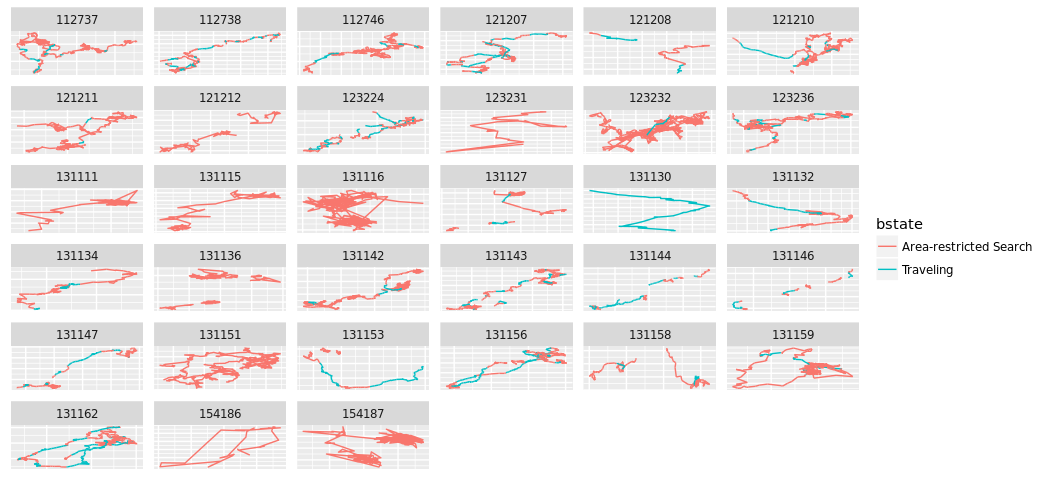 112737 112738 112746 121207 121208 121210
121211 121212 123224 123231 123232 123236
131111 131115 131116 131127 131130 131132
bstate
Area-restricted Search
Traveling
131134 131136 131142 131143 131144 131146
131147 131151 131153 131156 131158 131159
131162 154186 154187